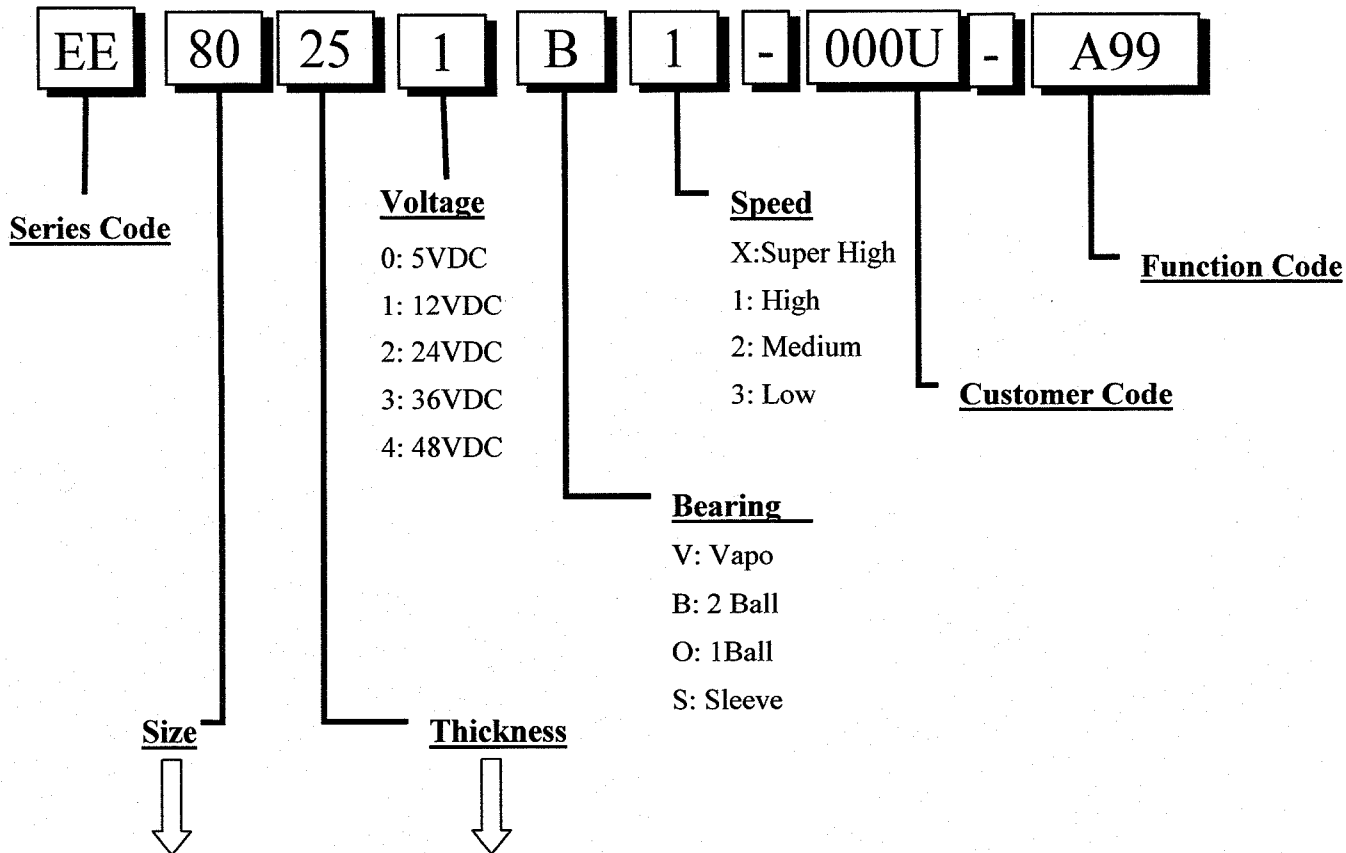 EE 80 25 1 B 1 - 000U - A99
Series Code
Voltage
0: 5VDC
1: 12VDC
2: 24VDC
3: 36VDC
4: 48VDC
Speed
X:Super High
1: High
2: Medium
3: Low
Function Code
Customer Code
Bearing
V: Vapo
B: 2 Ball
O: 1Ball
S: Sleeve
Size
Thickness